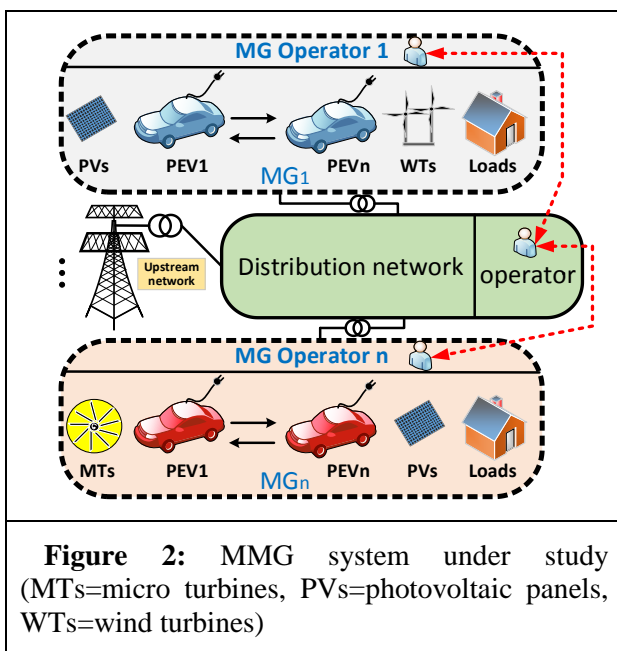 MG Operator 1
PVs PEV1 PEVn WTs Loads
MG1
Upstream
network
Distribution network
operator
MG Operator n
MTs PEV1 PEVn PVs Loads
MGn
Figure 2: MMG system under study
(MTs=micro turbines, PVs=photovoltaic panels,
WTs=wind turbines)